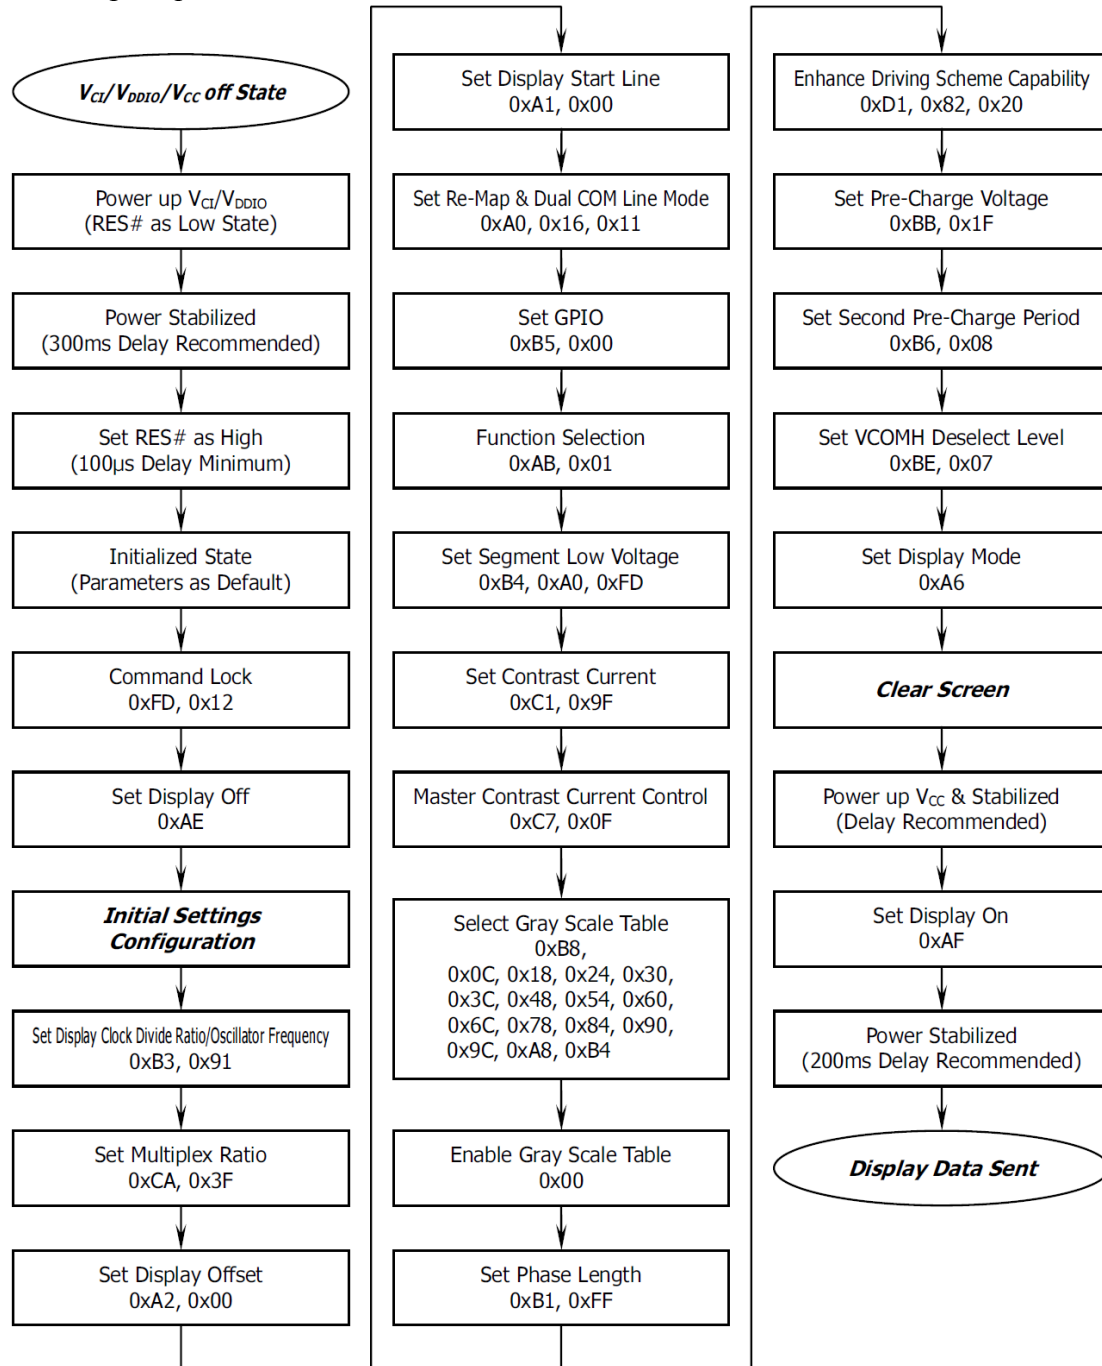 VCI/VDDIO/VCC off State
Power up VCI/VDDIO
(RES# as Low State)
Power Stabilized
(300ms Delay Recommended)
Set RES# as High
(100µs Delay Minimum)
Initialized State
(Parameters as Default)
Command Lock
0xFD, 0x12
Set Display Off
0xAE
Initial Settings
Configuration
Set Display Clock Divide Ratio/Oscillator Frequency
0xB3, 0x91
Set Multiplex Ratio
0xCA, 0x3F
Set Display Offset
0xA2, 0x00
Set Display Start Line
0xA1, 0x00
Set Re-Map & Dual COM Line Mode
0xA0, 0x16, 0x11
Set GPIO
0xB5, 0x00
Function Selection
0xAB, 0x01
Set Segment Low Voltage
0xB4, 0xA0, 0xFD
Set Contrast Current
0xC1, 0x9F
Master Contrast Current Control
0xC7, 0x0F
Select Gray Scale Table
0xB8,
0x0C, 0x18, 0x24, 0x30,
0x3C, 0x48, 0x54, 0x60,
0x6C, 0x78, 0x84, 0x90,
0x9C, 0xA8, 0xB4
Enable Gray Scale Table
0x00
Set Phase Length
0xB1, 0xFF
Enhance Driving Scheme Capability
0xD1, 0x82, 0x20
Set Pre-Charge Voltage
0xBB, 0x1F
Set Second Pre-Charge Period
0xB6, 0x08
Set VCOMH Deselect Level
0xBE, 0x07
Set Display Mode
0xA6
Clear Screen
Power up VCC & Stabilized
(Delay Recommended)
Set Display On
0xAF
Power Stabilized
(200ms Delay Recommended)
Display Data Sent